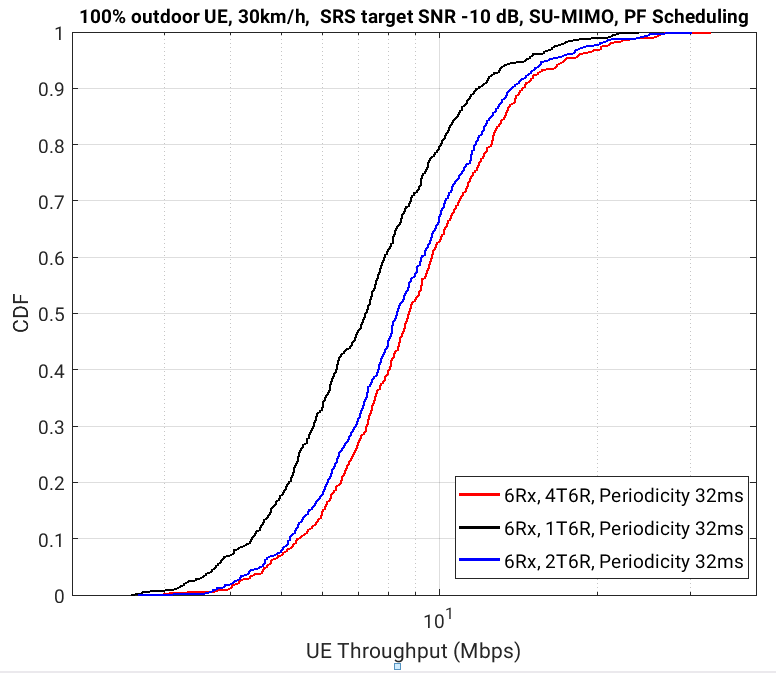 100% outdoor UE, 30km/h, SRS target SNR -10 dB, SU-MIMO, PF Scheduling
1
0.9
0.8
0.7
0.6
0.5
0.4
0.3
0.2
0.1
0
CDF
6Rx, 4T6R, Periodicity 32ms
6Rx, 1T6R, Periodicity 32ms
6Rx, 2T6R, Periodicity 32ms
10¹
UE Throughput (Mbps)